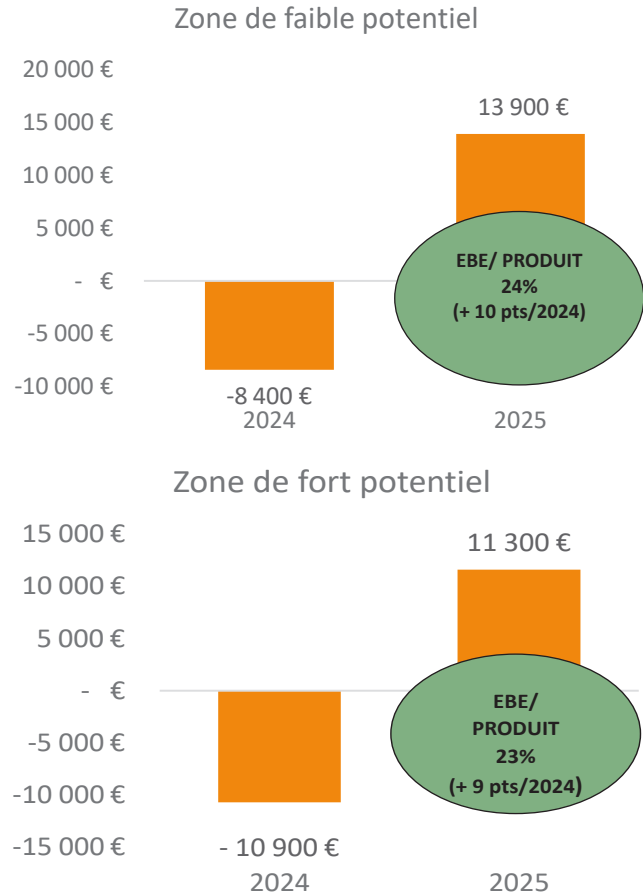 Zone de faible potentiel
20 000 €
15 000 €
10 000 €
5 000 €
- €
-5 000 €
-10 000 €
13 900 €
EBE/ PRODUIT
24%
(+ 10 pts/2024)
-8 400 €
2024
2025
Zone de fort potentiel
15 000 €
10 000 €
5 000 €
- €
-5 000 €
-10 000 €
-15 000 €
11 300 €
EBE/
PRODUIT
23%
(+ 9 pts/2024)
- 10 900 €
2024
2025